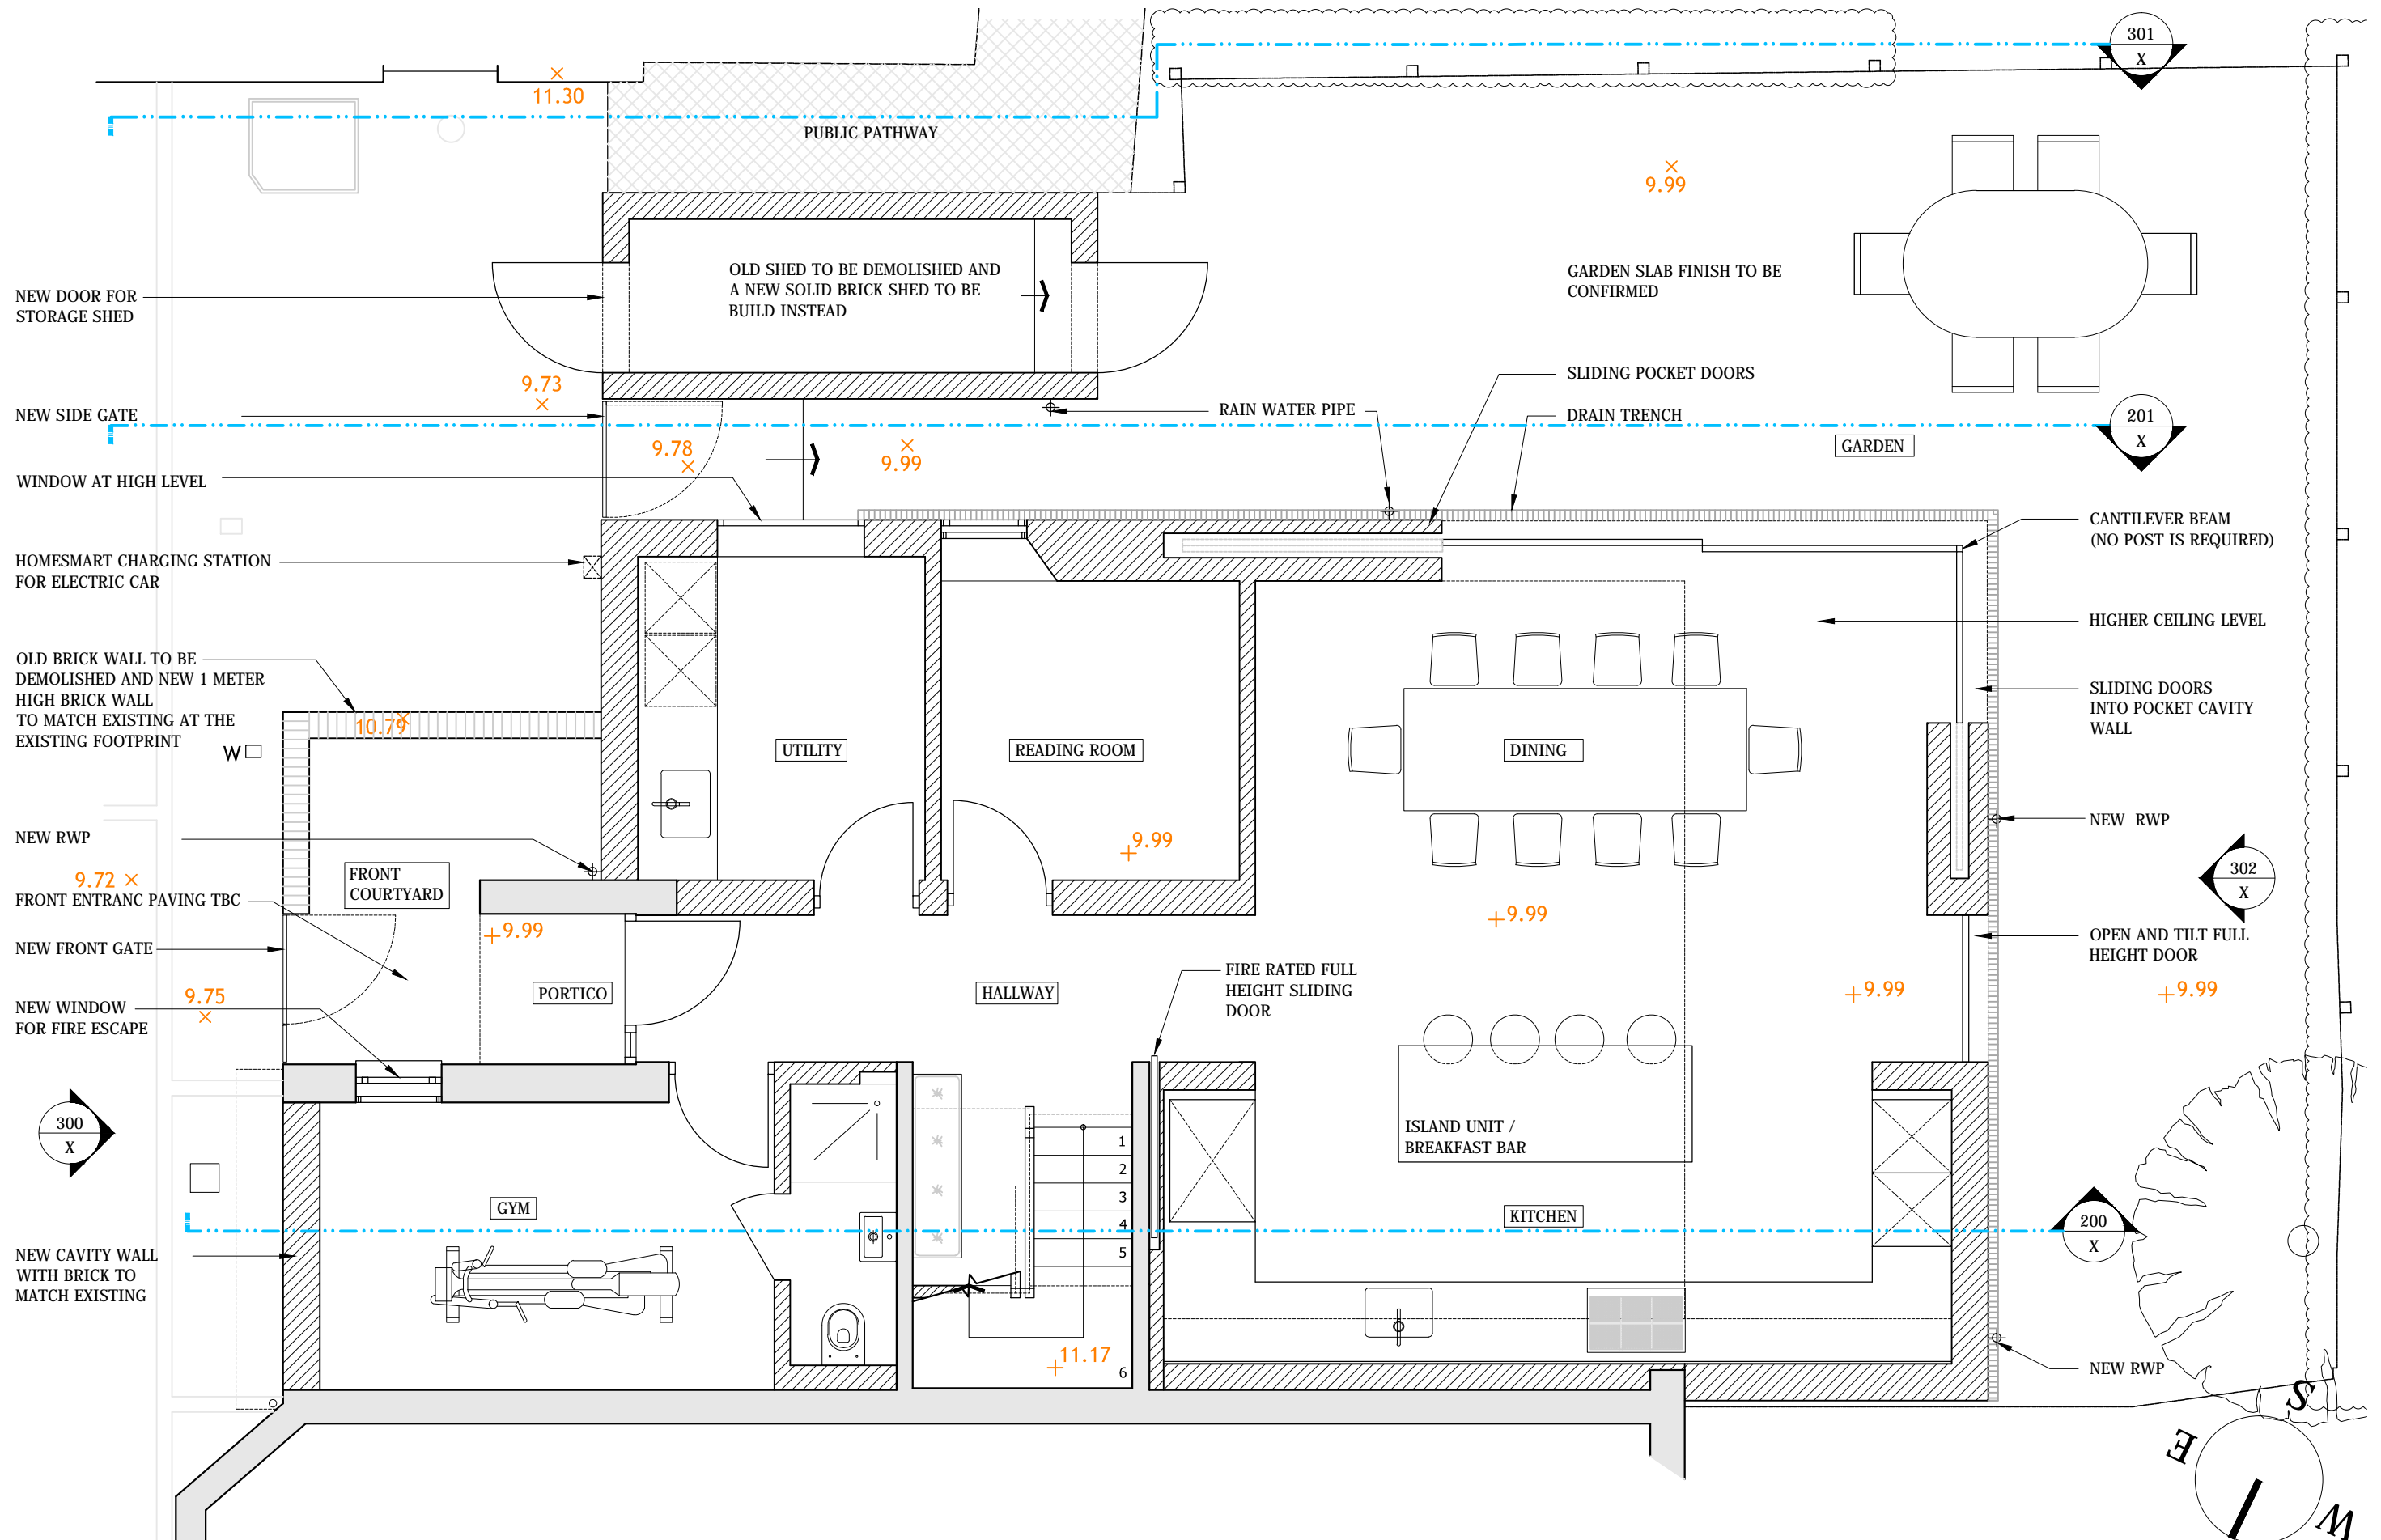 301
X
11.30
PUBLIC PATHWAY
9.99
OLD SHED TO BE DEMOLISHED AND
A NEW SOLID BRICK SHED TO BE
BUILD INSTEAD
GARDEN SLAB FINISH TO BE
CONFIRMED
NEW DOOR FOR
STORAGE SHED
9.73
SLIDING POCKET DOORS
NEW SIDE GATE
RAIN WATER PIPE
DRAIN TRENCH
201
X
9.78
9.99
GARDEN
WINDOW AT HIGH LEVEL
CANTILEVER BEAM
(NO POST IS REQUIRED)
HOMESMART CHARGING STATION
FOR ELECTRIC CAR
HIGHER CEILING LEVEL
OLD BRICK WALL TO BE
DEMOLISHED AND NEW 1 METER
HIGH BRICK WALL
TO MATCH EXISTING AT THE
EXISTING FOOTPRINT
10.79
W
SLIDING DOORS
INTO POCKET CAVITY
WALL
UTILITY
READING ROOM
DINING
NEW RWP
9.99
NEW RWP
9.72
FRONT
COURTYARD
302
X
FRONT ENTRANC PAVING TBC
9.99
9.99
NEW FRONT GATE
OPEN AND TILT FULL
HEIGHT DOOR
9.75
PORTICO
HALLWAY
FIRE RATED FULL
HEIGHT SLIDING
DOOR
9.99
9.99
NEW WINDOW
FOR FIRE ESCAPE
300
X
1
2
3
4
5
6
ISLAND UNIT /
BREAKFAST BAR
GYM
KITCHEN
200
X
NEW CAVITY WALL
WITH BRICK TO
MATCH EXISTING
11.17
NEW RWP
S
E
W